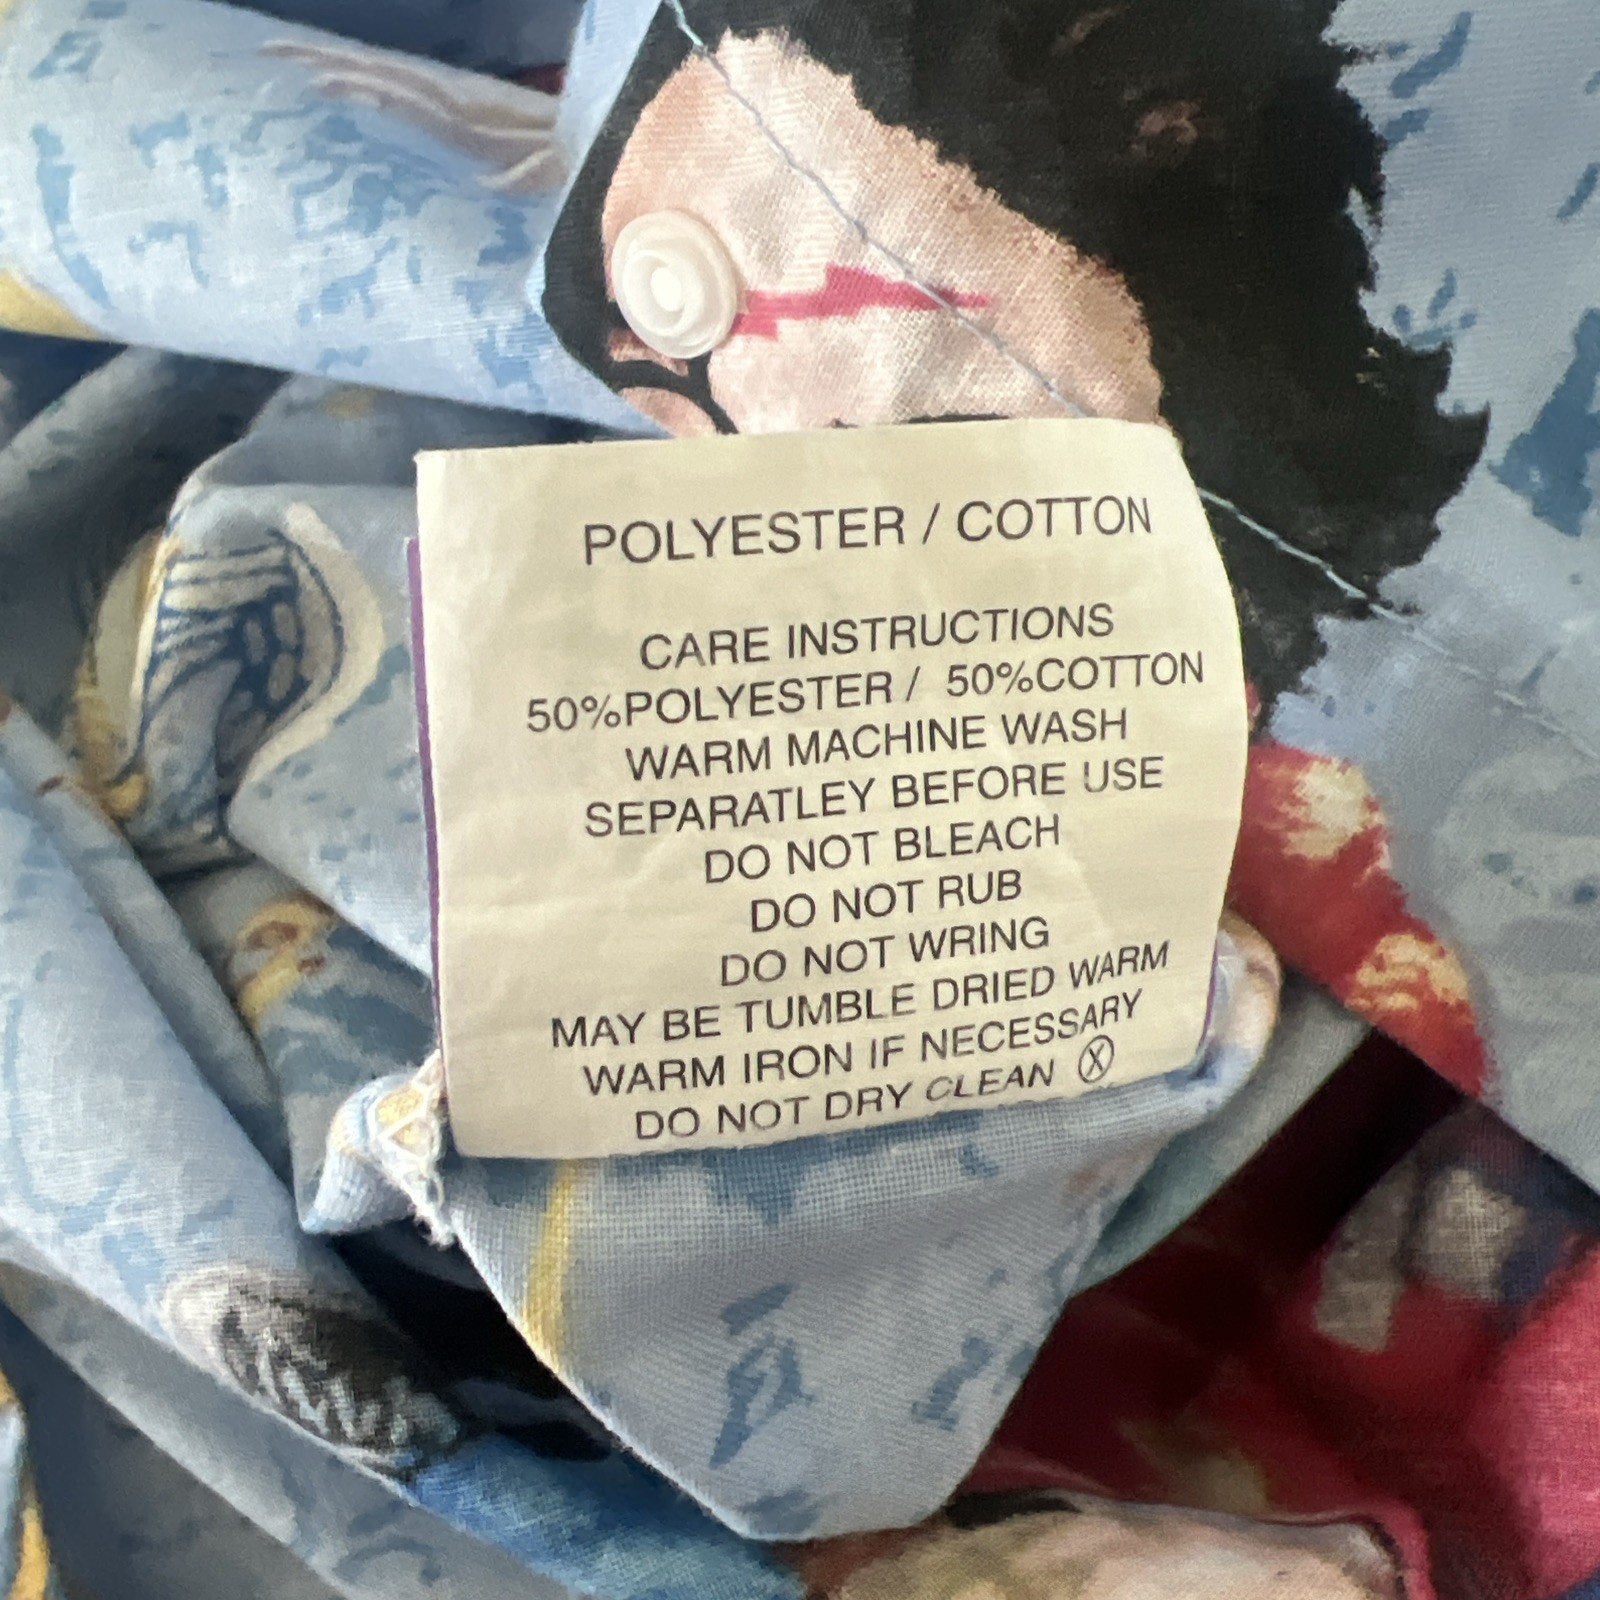 POLYESTER / COTTON
CARE INSTRUCTIONS
50%POLYESTER / 50%COTTON
WARM MACHINE WASH
SEPARATLEY BEFORE USE
DO NOT BLEACH
DO NOT RUB
DO NOT WRING
MAY BE TUMBLE DRIED WARM
WARM IRON IF NECESSARY
DO NOT DRY CLEAN Ⓧ